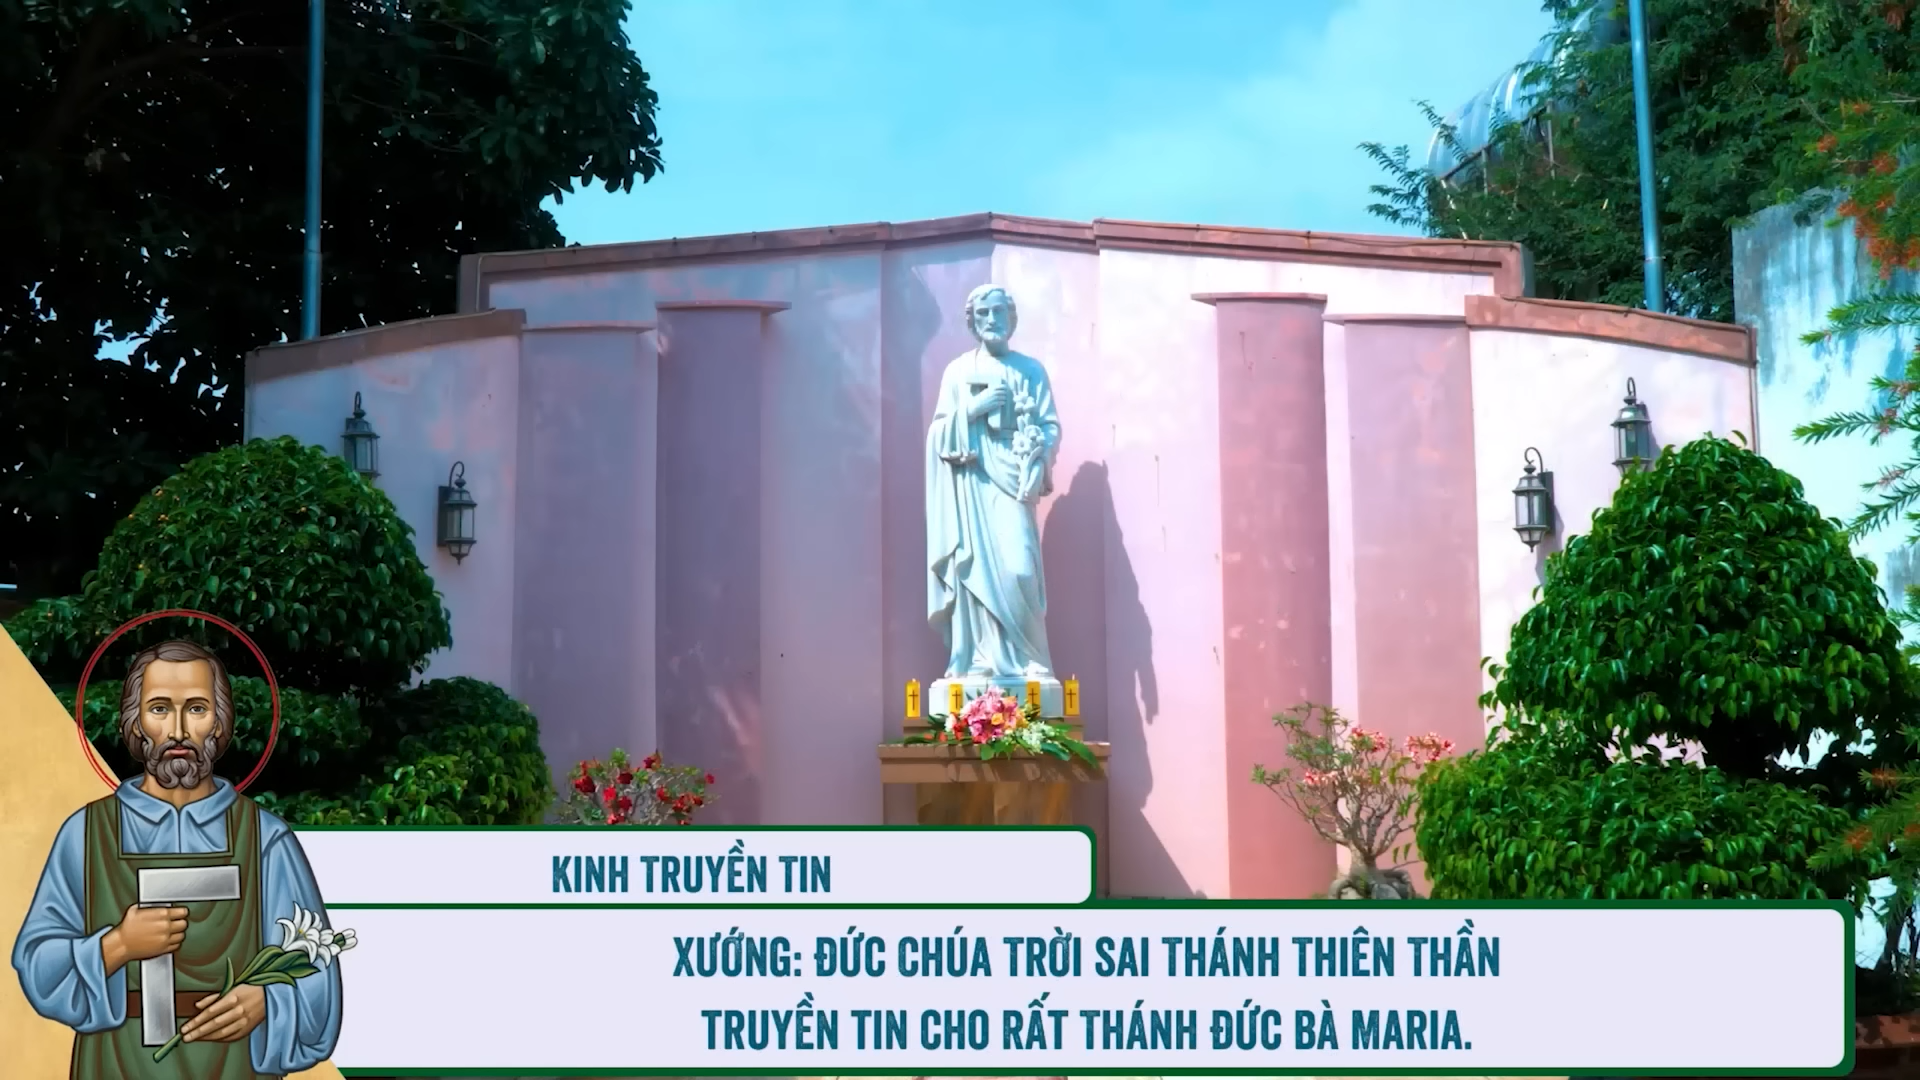 KINH TRUYỀN TIN
XƯỚNG: ĐỨC CHÚA TRỜI SAI THÁNH THIÊN THẦN
TRUYỀN TIN CHO RẤT THÁNH ĐỨC BÀ MARIA.